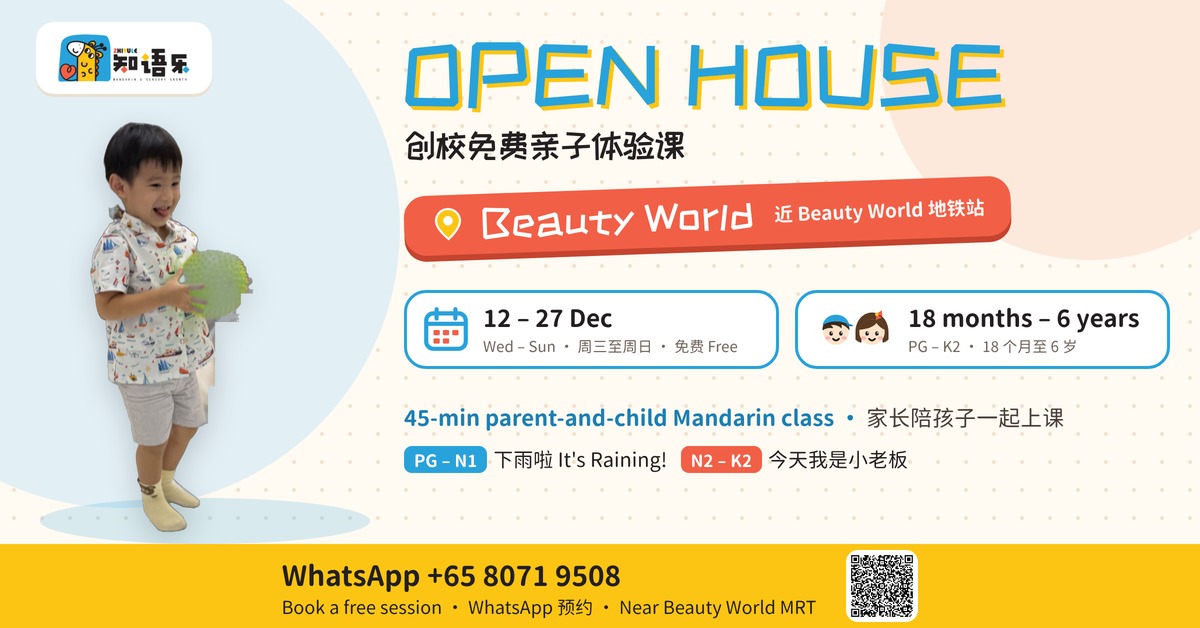 ZHIYULE
知语乐
MANDARIN & SENSORY GROWTH
OPEN HOUSE
创校免费亲子体验课
Beauty World 近 Beauty World 地铁站
12 – 27 Dec
Wed – Sun · 周三至周日 · 免费 Free
18 months – 6 years
PG – K2 · 18 个月至 6 岁
45-min parent-and-child Mandarin class · 家长陪孩子一起上课
PG – N1 下雨啦 It's Raining! N2 – K2 今天我是小老板
WhatsApp +65 8071 9508
Book a free session · WhatsApp 预约 · Near Beauty World MRT